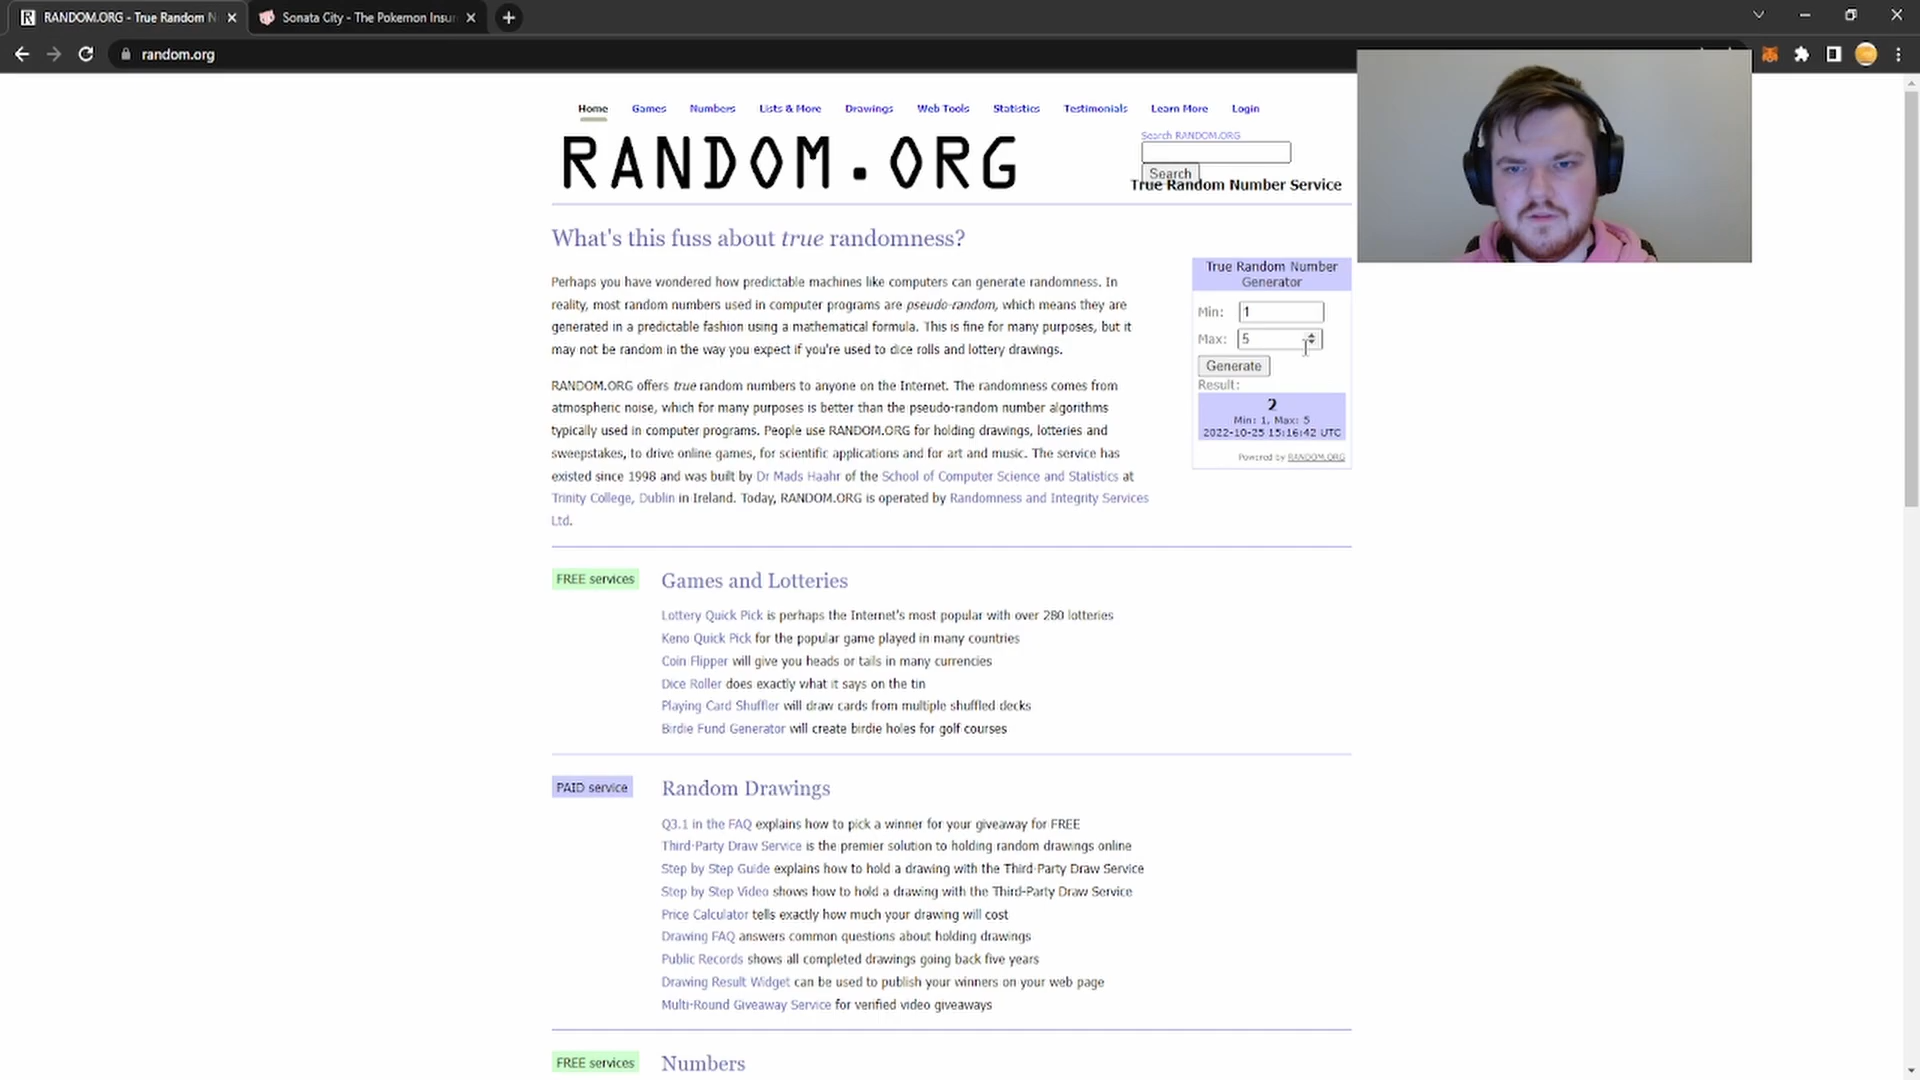 RANDOM.ORG - True Random N
Sonata City - The Pokemon Insur
random.org
Home Games Numbers Lists & More Drawings Web Tools Statistics Testimonials Learn More Login
RANDOM.ORG
Search RANDOM.ORG
Search
True Random Number Service
What's this fuss about true randomness?
Perhaps you have wondered how predictable machines like computers can generate randomness. In
reality, most random numbers used in computer programs are pseudo-random, which means they are
generated in a predictable fashion using a mathematical formula. This is fine for many purposes, but it
may not be random in the way you expect if you're used to dice rolls and lottery drawings.
RANDOM.ORG offers true random numbers to anyone on the Internet. The randomness comes from
atmospheric noise, which for many purposes is better than the pseudo-random number algorithms
typically used in computer programs. People use RANDOM.ORG for holding drawings, lotteries and
sweepstakes, to drive online games, for scientific applications and for art and music. The service has
existed since 1998 and was built by Dr Mads Haahr of the School of Computer Science and Statistics at
Trinity College, Dublin in Ireland. Today, RANDOM.ORG is operated by Randomness and Integrity Services
Ltd.
True Random Number
Generator
Min: 1
Max: 5
Generate
Result:
2
Min: 1, Max: 5
2022-10-25 15:16:42 UTC
Powered by RANDOM.ORG
FREE services
Games and Lotteries
Lottery Quick Pick is perhaps the Internet's most popular with over 280 lotteries
Keno Quick Pick for the popular game played in many countries
Coin Flipper will give you heads or tails in many currencies
Dice Roller does exactly what it says on the tin
Playing Card Shuffler will draw cards from multiple shuffled decks
Birdie Fund Generator will create birdie holes for golf courses
PAID service
Random Drawings
Q3.1 in the FAQ explains how to pick a winner for your giveaway for FREE
Third-Party Draw Service is the premier solution to holding random drawings online
Step by Step Guide explains how to hold a drawing with the Third-Party Draw Service
Step by Step Video shows how to hold a drawing with the Third-Party Draw Service
Price Calculator tells exactly how much your drawing will cost
Drawing FAQ answers common questions about holding drawings
Public Records shows all completed drawings going back five years
Drawing Result Widget can be used to publish your winners on your web page
Multi-Round Giveaway Service for verified video giveaways
FREE services
Numbers